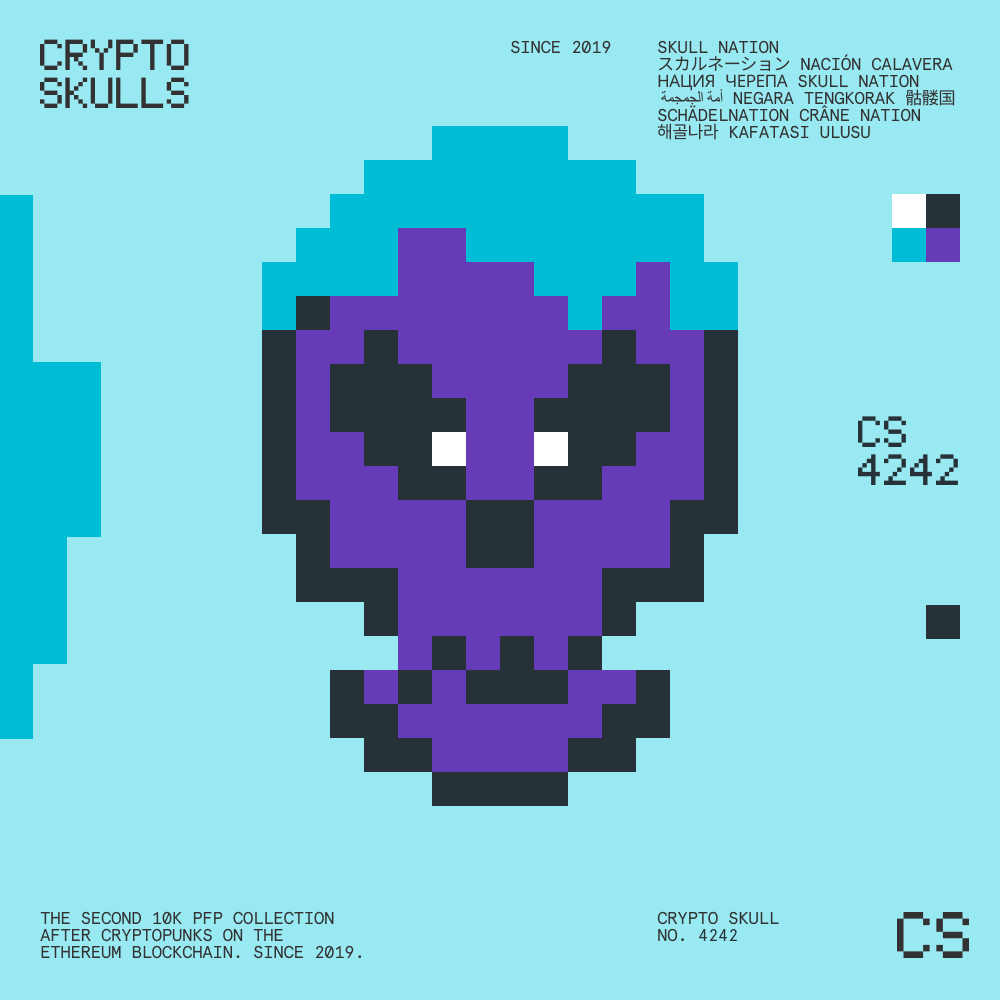 CRYPTO
SKULLS
SINCE 2019
SKULL NATION
スカルネーション NACIÓN CALAVERA
НАЦИЯ ЧЕРЕПА SKULL NATION
أمة الجمجمة NEGARA TENGKORAK 骷髅国
SCHÄDELNATION CRÂNE NATION
해골나라 KAFATASI ULUSU
CS
4242
THE SECOND 10K PFP COLLECTION
AFTER CRYPTOPUNKS ON THE
ETHEREUM BLOCKCHAIN. SINCE 2019.
CRYPTO SKULL
NO. 4242
CS